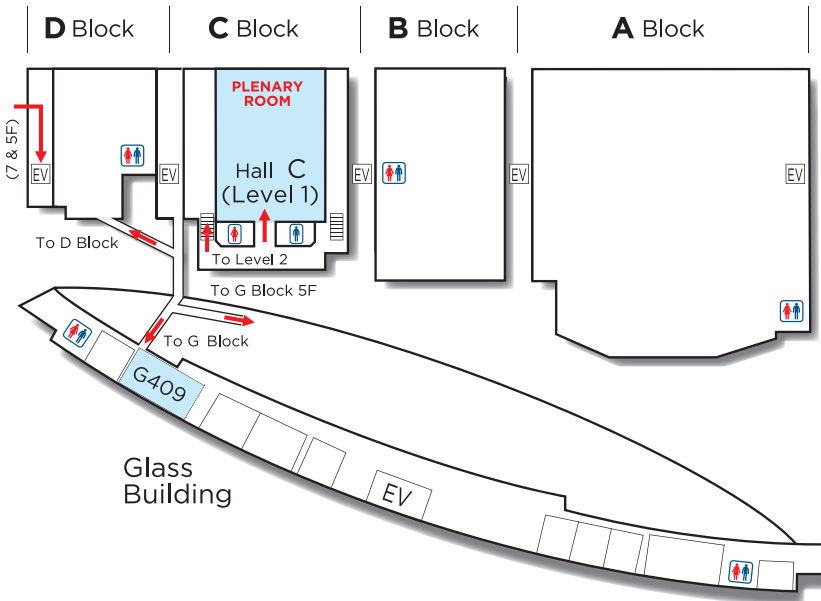 D Block
C Block
B Block
A Block
PLENARY
ROOM
(7 & 5F)
EV
EV
Hall C
(Level 1)
EV
EV
EV
To D Block
To Level 2
To G Block 5F
To G Block
G409
Glass
Building
EV